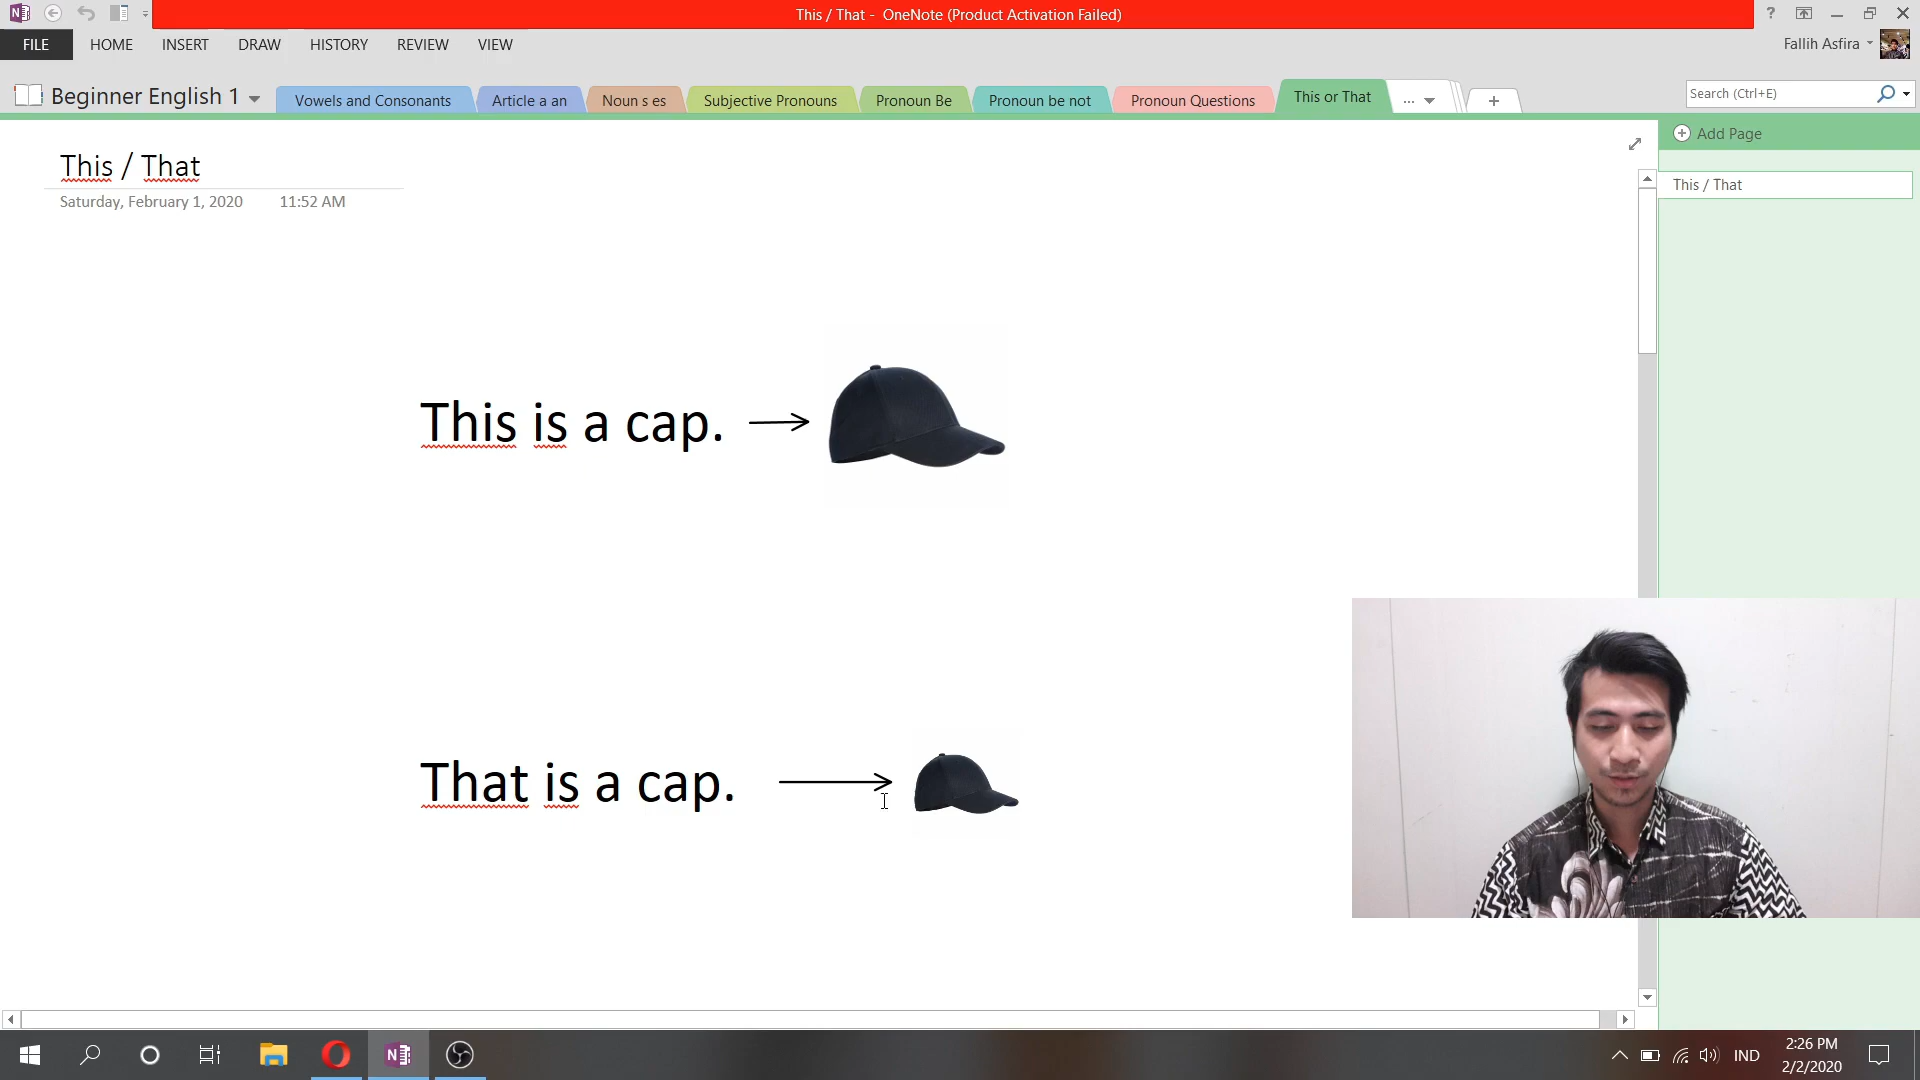 This / That - OneNote (Product Activation Failed)
?
FILE HOME INSERT DRAW HISTORY REVIEW VIEW
Fallih Asfira
Beginner English 1
Vowels and Consonants
Article a an
Noun s es
Subjective Pronouns
Pronoun Be
Pronoun be not
Pronoun Questions
This or That
...
Search (Ctrl+E)
Add Page
This / That
This / That
Saturday, February 1, 2020 11:52 AM
This is a cap.
That is a cap.
IND
2:26 PM
2/2/2020